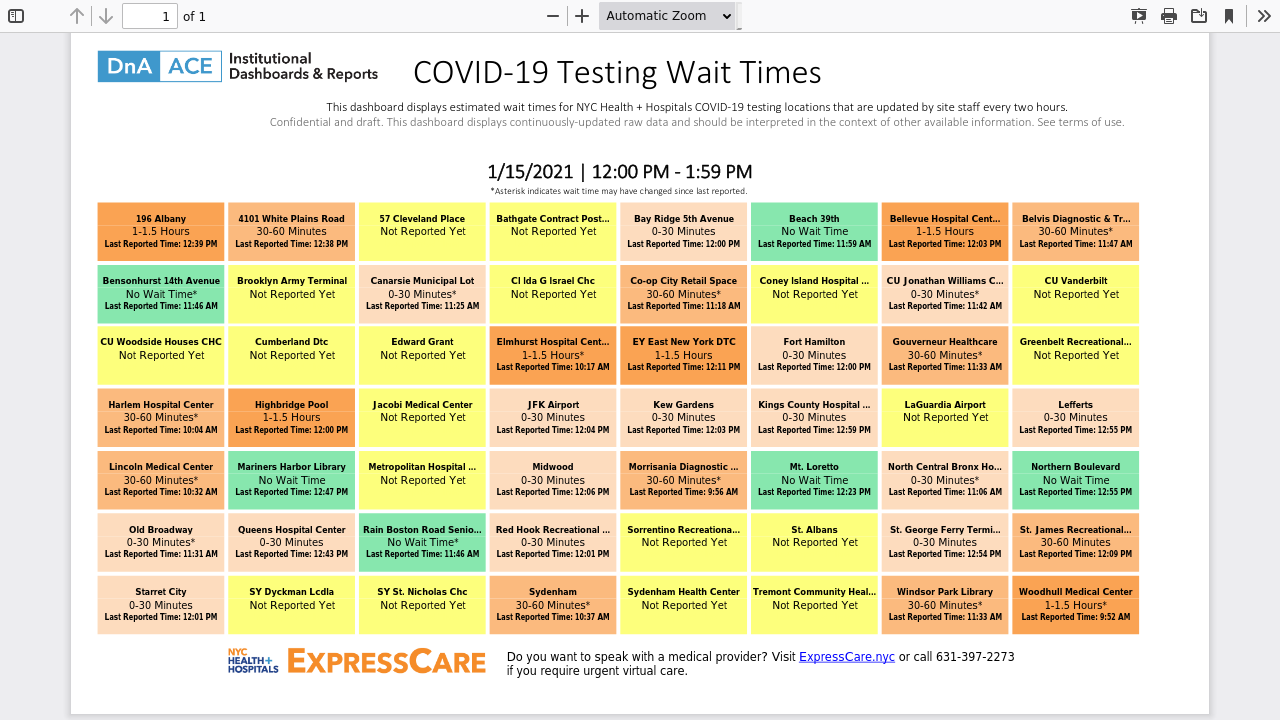 1 of 1
Automatic Zoom
DnA ACE Institutional
Dashboards & Reports
COVID-19 Testing Wait Times
This dashboard displays estimated wait times for NYC Health + Hospitals COVID-19 testing locations that are updated by site staff every two hours.
Confidential and draft. This dashboard displays continuously-updated raw data and should be interpreted in the context of other available information. See terms of use.
1/15/2021 | 12:00 PM - 1:59 PM
*Asterisk indicates wait time may have changed since last reported.
196 Albany
1-1.5 Hours
Last Reported Time: 12:39 PM
4101 White Plains Road
30-60 Minutes
Last Reported Time: 12:38 PM
57 Cleveland Place
Not Reported Yet
Bathgate Contract Post...
Not Reported Yet
Bay Ridge 5th Avenue
0-30 Minutes
Last Reported Time: 12:00 PM
Beach 39th
No Wait Time
Last Reported Time: 11:59 AM
Bellevue Hospital Cent...
1-1.5 Hours
Last Reported Time: 12:03 PM
Belvis Diagnostic & Tr...
30-60 Minutes*
Last Reported Time: 11:47 AM
Bensonhurst 14th Avenue
No Wait Time*
Last Reported Time: 11:46 AM
Brooklyn Army Terminal
Not Reported Yet
Canarsie Municipal Lot
0-30 Minutes*
Last Reported Time: 11:25 AM
Cl Ida G Israel Chc
Not Reported Yet
Co-op City Retail Space
30-60 Minutes*
Last Reported Time: 11:18 AM
Coney Island Hospital ...
Not Reported Yet
CU Jonathan Williams C...
0-30 Minutes*
Last Reported Time: 11:42 AM
CU Vanderbilt
Not Reported Yet
CU Woodside Houses CHC
Not Reported Yet
Cumberland Dtc
Not Reported Yet
Edward Grant
Not Reported Yet
Elmhurst Hospital Cent...
1-1.5 Hours*
Last Reported Time: 10:17 AM
EY East New York DTC
1-1.5 Hours
Last Reported Time: 12:11 PM
Fort Hamilton
0-30 Minutes
Last Reported Time: 12:00 PM
Gouverneur Healthcare
30-60 Minutes*
Last Reported Time: 11:33 AM
Greenbelt Recreational...
Not Reported Yet
Harlem Hospital Center
30-60 Minutes*
Last Reported Time: 10:04 AM
Highbridge Pool
1-1.5 Hours
Last Reported Time: 12:00 PM
Jacobi Medical Center
Not Reported Yet
JFK Airport
0-30 Minutes
Last Reported Time: 12:04 PM
Kew Gardens
0-30 Minutes
Last Reported Time: 12:03 PM
Kings County Hospital ...
0-30 Minutes
Last Reported Time: 12:59 PM
LaGuardia Airport
Not Reported Yet
Lefferts
0-30 Minutes
Last Reported Time: 12:55 PM
Lincoln Medical Center
30-60 Minutes*
Last Reported Time: 10:32 AM
Mariners Harbor Library
No Wait Time
Last Reported Time: 12:47 PM
Metropolitan Hospital ...
Not Reported Yet
Midwood
0-30 Minutes
Last Reported Time: 12:06 PM
Morrisania Diagnostic ...
30-60 Minutes*
Last Reported Time: 9:56 AM
Mt. Loretto
No Wait Time
Last Reported Time: 12:23 PM
North Central Bronx Ho...
0-30 Minutes*
Last Reported Time: 11:06 AM
Northern Boulevard
No Wait Time
Last Reported Time: 12:55 PM
Old Broadway
0-30 Minutes*
Last Reported Time: 11:31 AM
Queens Hospital Center
0-30 Minutes
Last Reported Time: 12:43 PM
Rain Boston Road Senio...
No Wait Time*
Last Reported Time: 11:46 AM
Red Hook Recreational ...
0-30 Minutes
Last Reported Time: 12:01 PM
Sorrentino Recreationa...
Not Reported Yet
St. Albans
Not Reported Yet
St. George Ferry Termi...
0-30 Minutes
Last Reported Time: 12:54 PM
St. James Recreational...
30-60 Minutes
Last Reported Time: 12:09 PM
Starret City
0-30 Minutes
Last Reported Time: 12:01 PM
SY Dyckman Lcdla
Not Reported Yet
SY St. Nicholas Chc
Not Reported Yet
Sydenham
30-60 Minutes*
Last Reported Time: 10:37 AM
Sydenham Health Center
Not Reported Yet
Tremont Community Heal...
Not Reported Yet
Windsor Park Library
30-60 Minutes*
Last Reported Time: 11:33 AM
Woodhull Medical Center
1-1.5 Hours*
Last Reported Time: 9:52 AM
NYC
HEALTH+
HOSPITALS
EXPRESSCARE
Do you want to speak with a medical provider? Visit ExpressCare.nyc or call 631-397-2273
if you require urgent virtual care.